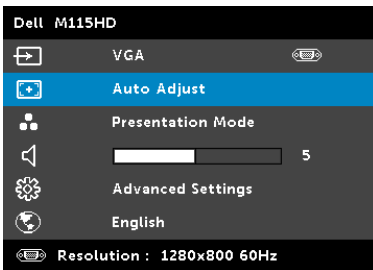 Dell M115HD
VGA
Auto Adjust
Presentation Mode
5
Advanced Settings
English
Resolution : 1280x800 60Hz